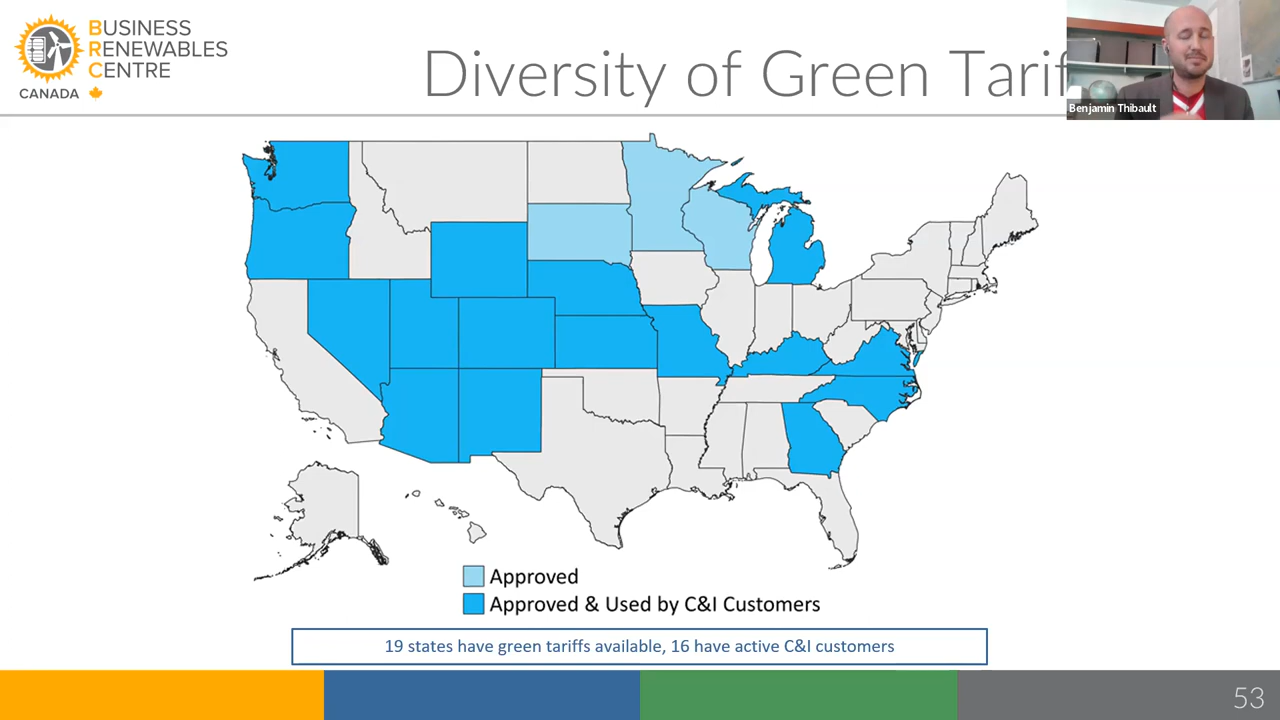 BUSINESS
RENEWABLES
CENTRE
CANADA
Diversity of Green Tarif
Benjamin Thibault
Approved
Approved & Used by C&I Customers
19 states have green tariffs available, 16 have active C&I customers
53